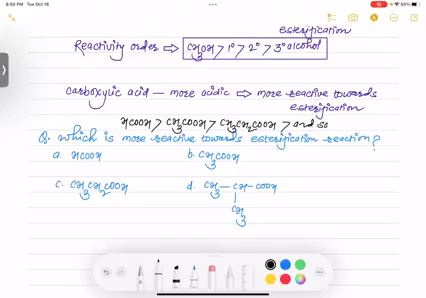 8:50 PM Tue Oct 18
65%
esterification
Reactivity order ⇒ CH3OH > 1° > 2° > 3° alcohol
Carboxylic acid — more acidic ⇒ more reactive towards
esterification
HCOOH > CH3COOH > CH3CH2COOH > and so
Q. Which is more reactive towards esterification reaction?
a. HCOOH b. CH3COOH
c. CH3CH2COOH d. CH3—CH—COOH
|
CH3